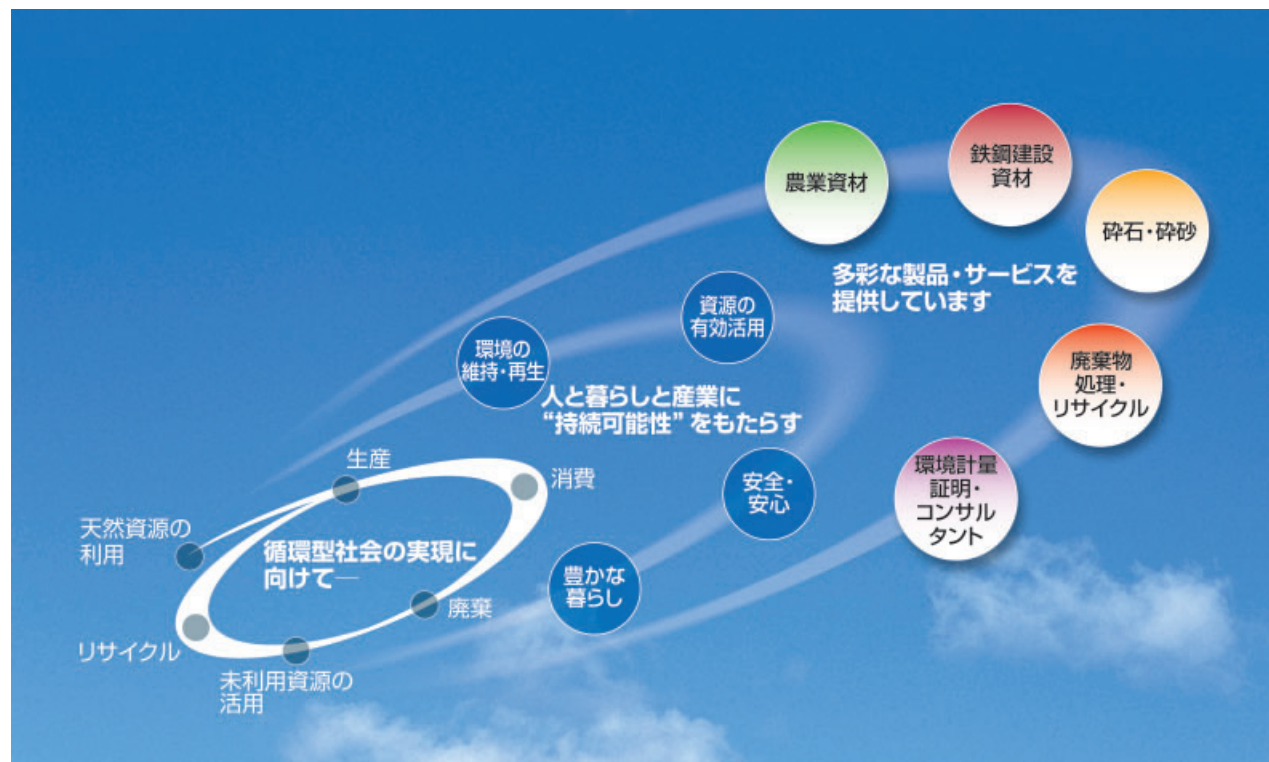 農業資材
鉄鋼建設
資材
砕石・砕砂
多彩な製品・サービスを
提供しています
廃棄物
処理・
リサイクル
環境計量
証明・
コンサル
タント
環境の
維持・再生
資源の
有効活用
人と暮らしと産業に
“持続可能性”をもたらす
安全・
安心
豊かな
暮らし
生産
消費
天然資源の
利用
循環型社会の実現に
向けて―
廃棄
リサイクル
未利用資源の
活用